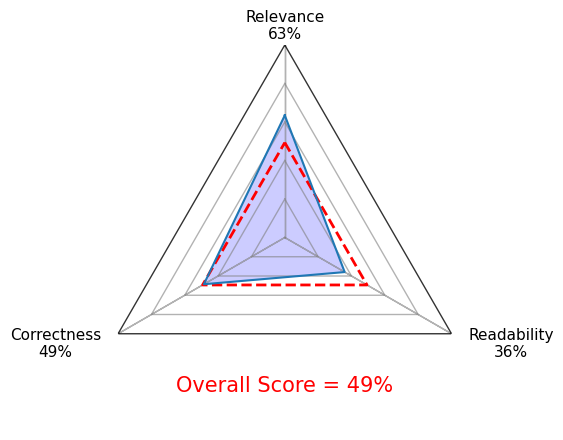 Relevance
63%
Correctness
49%
Readability
36%
Overall Score = 49%